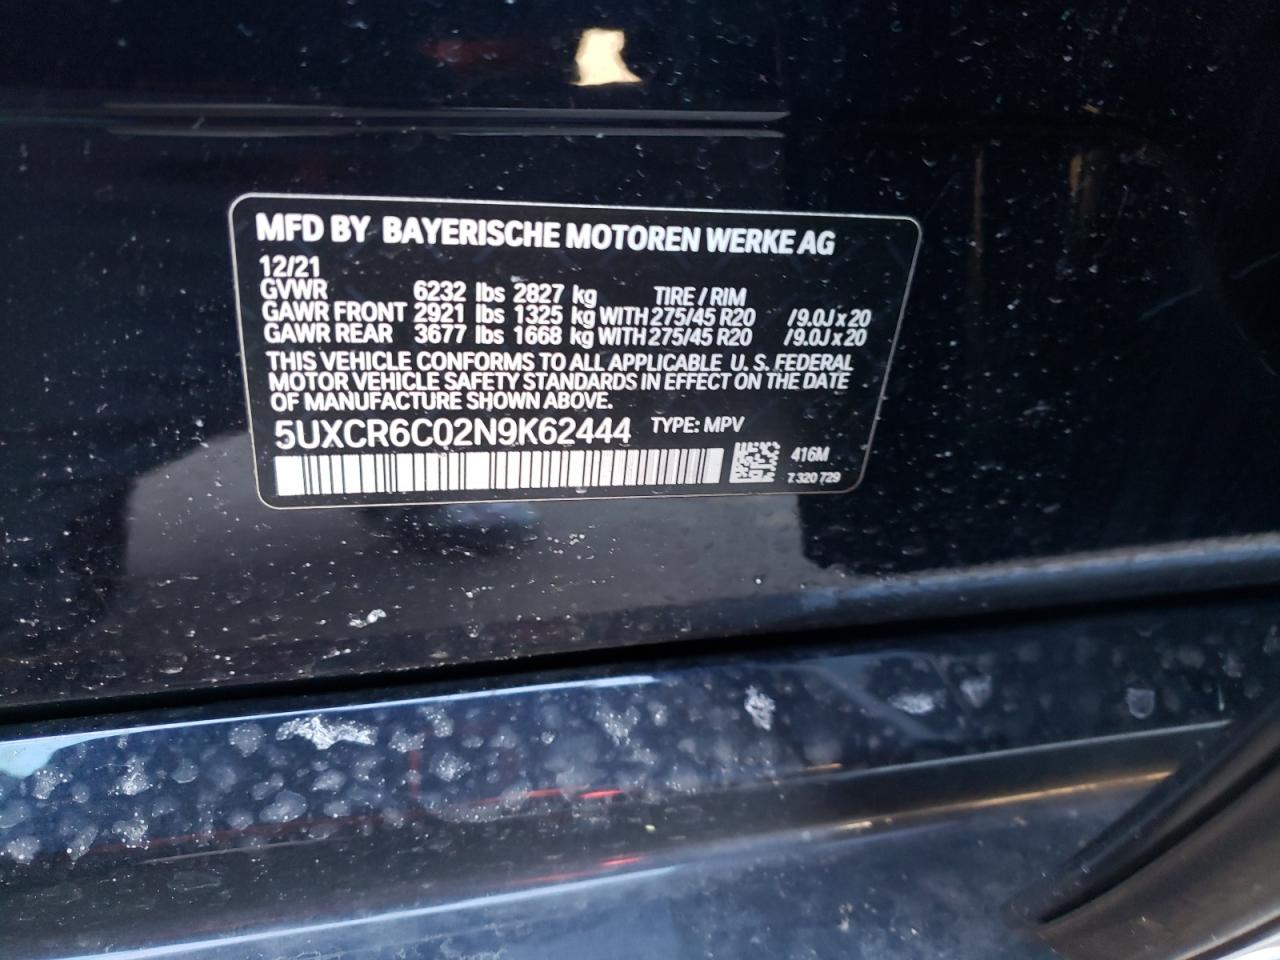 MFD BY BAYERISCHE MOTOREN WERKE AG
12/21
GVWR 6232 lbs 2827 kg TIRE / RIM
GAWR FRONT 2921 lbs 1325 kg WITH 275/45 R20 /9.0J x 20
GAWR REAR 3677 lbs 1668 kg WITH 275/45 R20 /9.0J x 20
THIS VEHICLE CONFORMS TO ALL APPLICABLE U.S. FEDERAL
MOTOR VEHICLE SAFETY STANDARDS IN EFFECT ON THE DATE
OF MANUFACTURE SHOWN ABOVE.
5UXCR6C02N9K62444 TYPE: MPV
416M
7 320 729